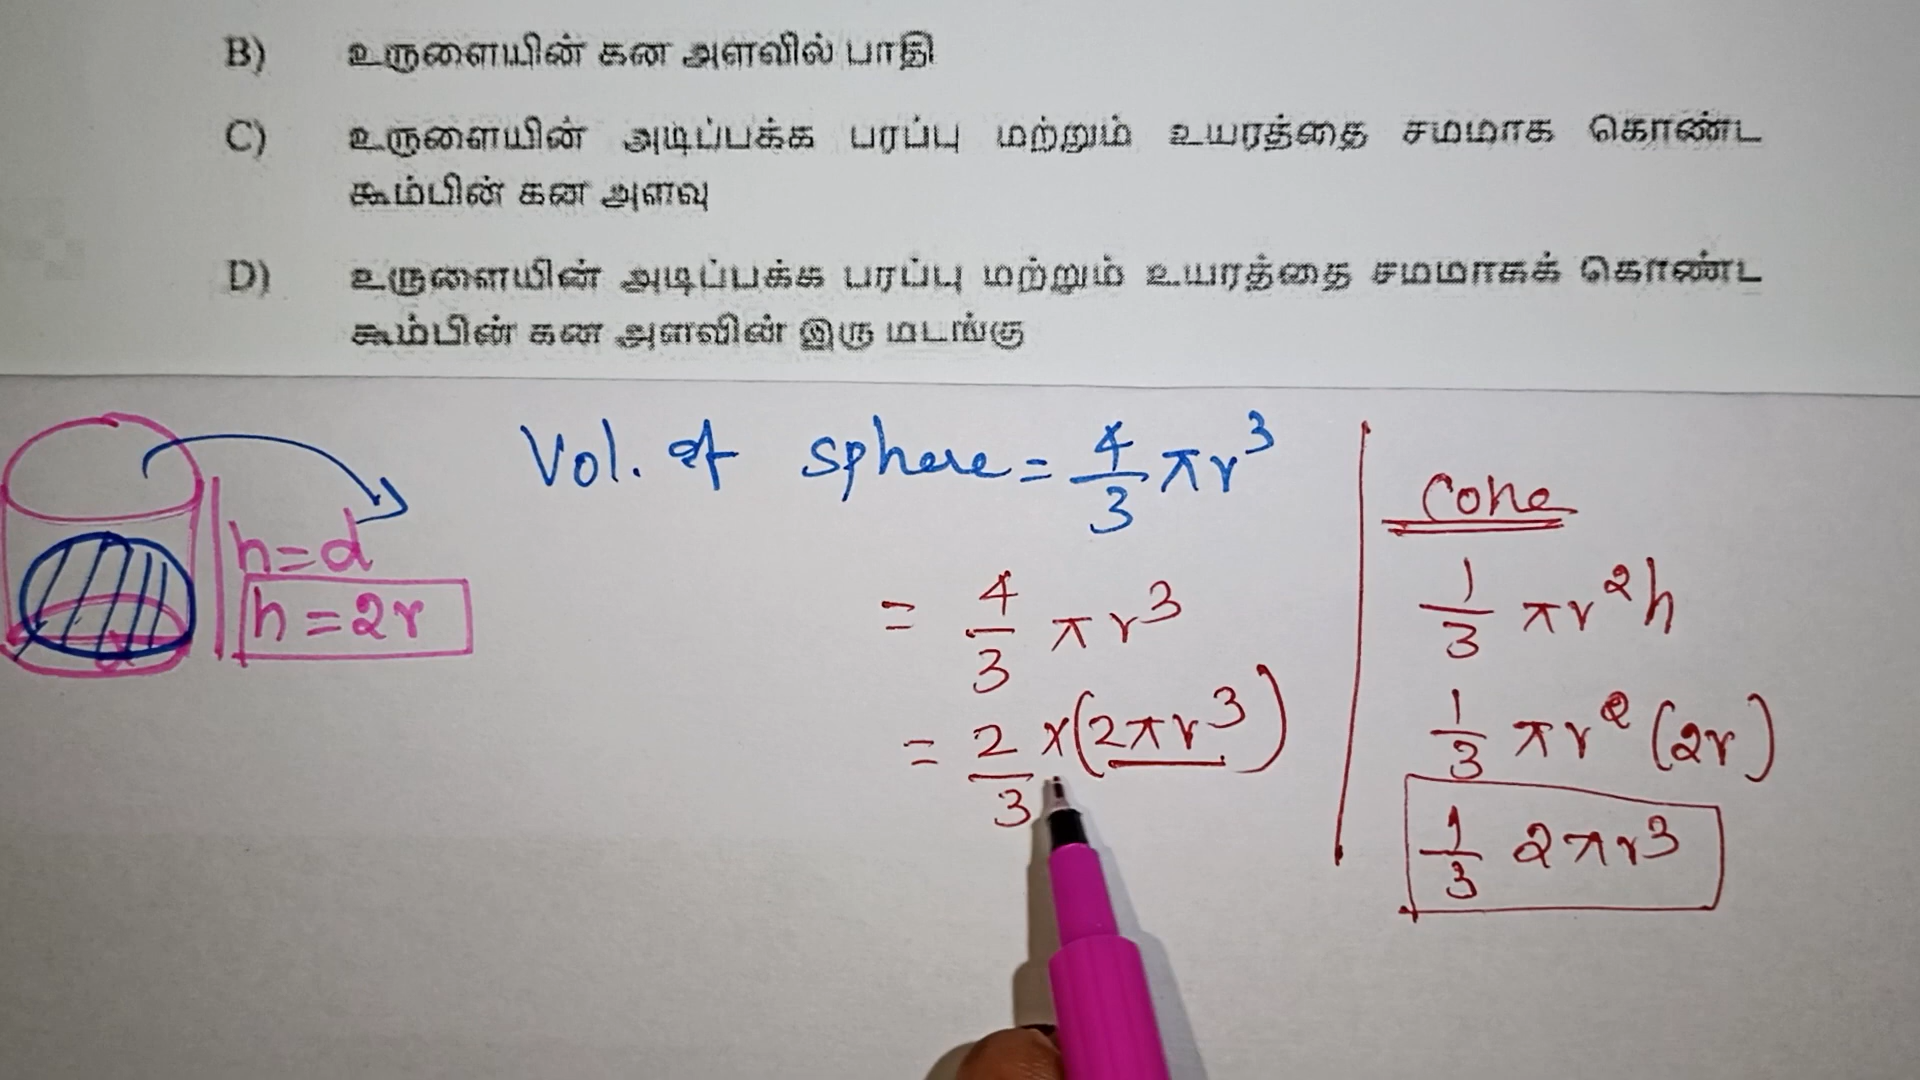 B) உருளையின் கன அளவில் பாதி
C) உருளையின் அடிப்பக்க பரப்பு மற்றும் உயரத்தை சமமாக கொண்ட
கூம்பின் கன அளவு
D) உருளையின் அடிப்பக்க பரப்பு மற்றும் உயரத்தை சமமாகக் கொண்ட
கூம்பின் கன அளவின் இரு மடங்கு
h=d
h=2r
Vol. of sphere = 4/3 πr³
= 4/3 πr³
= 2/3 ×(2πr³)
Cone
1/3 πr²h
1/3 πr²(2r)
1/3 2πr³